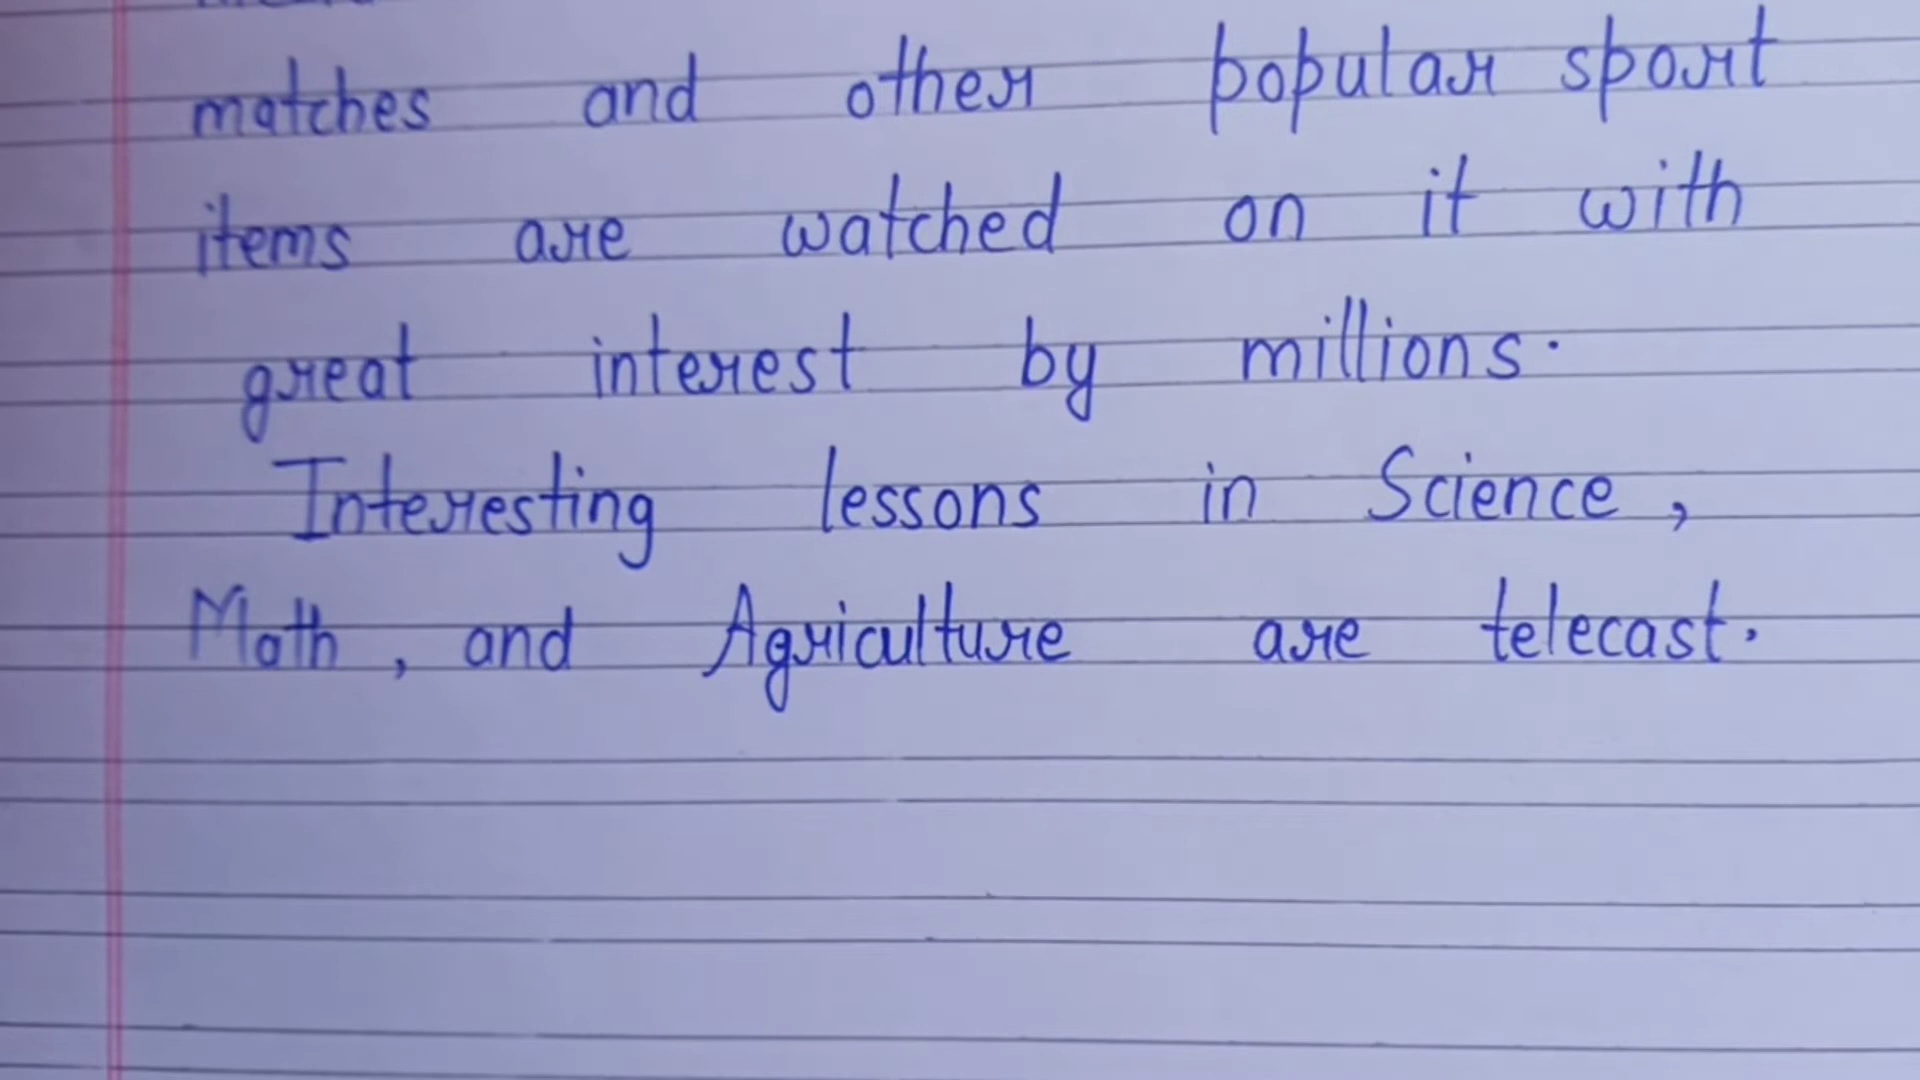 matches and other popular sport
items are watched on it with
great interest by millions.
Interesting lessons in Science,
Math, and Agriculture are telecast.